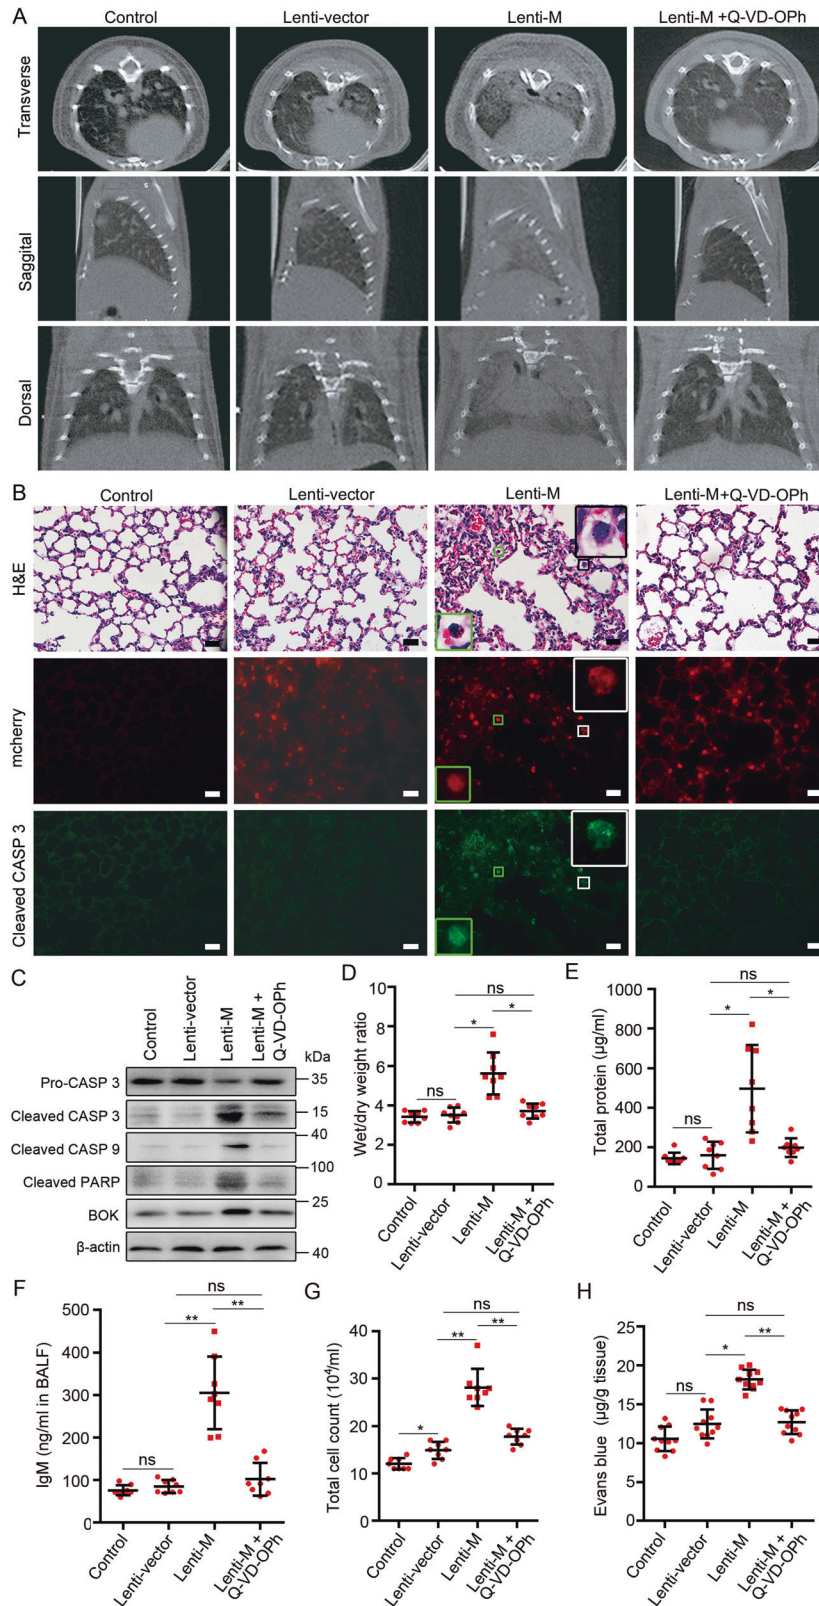 A
Control
Lenti-vector
Lenti-M
Lenti-M +Q-VD-OPh
Transverse
S
Saggital
Dorsal
B
Control
Lenti-vector
Lenti-M
Lenti-M+Q-VD-OPh
H&E
mcherry
Cleaved CASP 3
C
Control
Lenti-vector
Lenti-M
Lenti-M +
Q-VD-OPh
kDa
Pro-CASP 3
35
Cleaved CASP 3
15
40
Cleaved CASP 9
100
Cleaved PARP
25
BOK
β-actin
40
D
Wet/dry weight ratio
10
8
6
4
2
0
ns
*
*
ns
Control
Lenti-vector
Lenti-M
Lenti-M +
Q-VD-OPh
E
Total protein (µg/ml)
1000
800
600
400
200
0
ns
*
*
ns
Control
Lenti-vector
Lenti-M
Lenti-M +
Q-VD-OPh
F
IgM (ng/ml in BALF)
500
400
300
200
100
0
ns
**
**
ns
Control
Lenti-vector
Lenti-M
Lenti-M +
Q-VD-OPh
G
Total cell count (10⁴/ml)
40
30
20
10
0
ns
**
**
*
Control
Lenti-vector
Lenti-M
Lenti-M +
Q-VD-OPh
H
Evans blue (µg/g tissue)
25
20
15
10
5
0
ns
*
**
ns
Control
Lenti-vector
Lenti-M
Lenti-M +
Q-VD-OPh